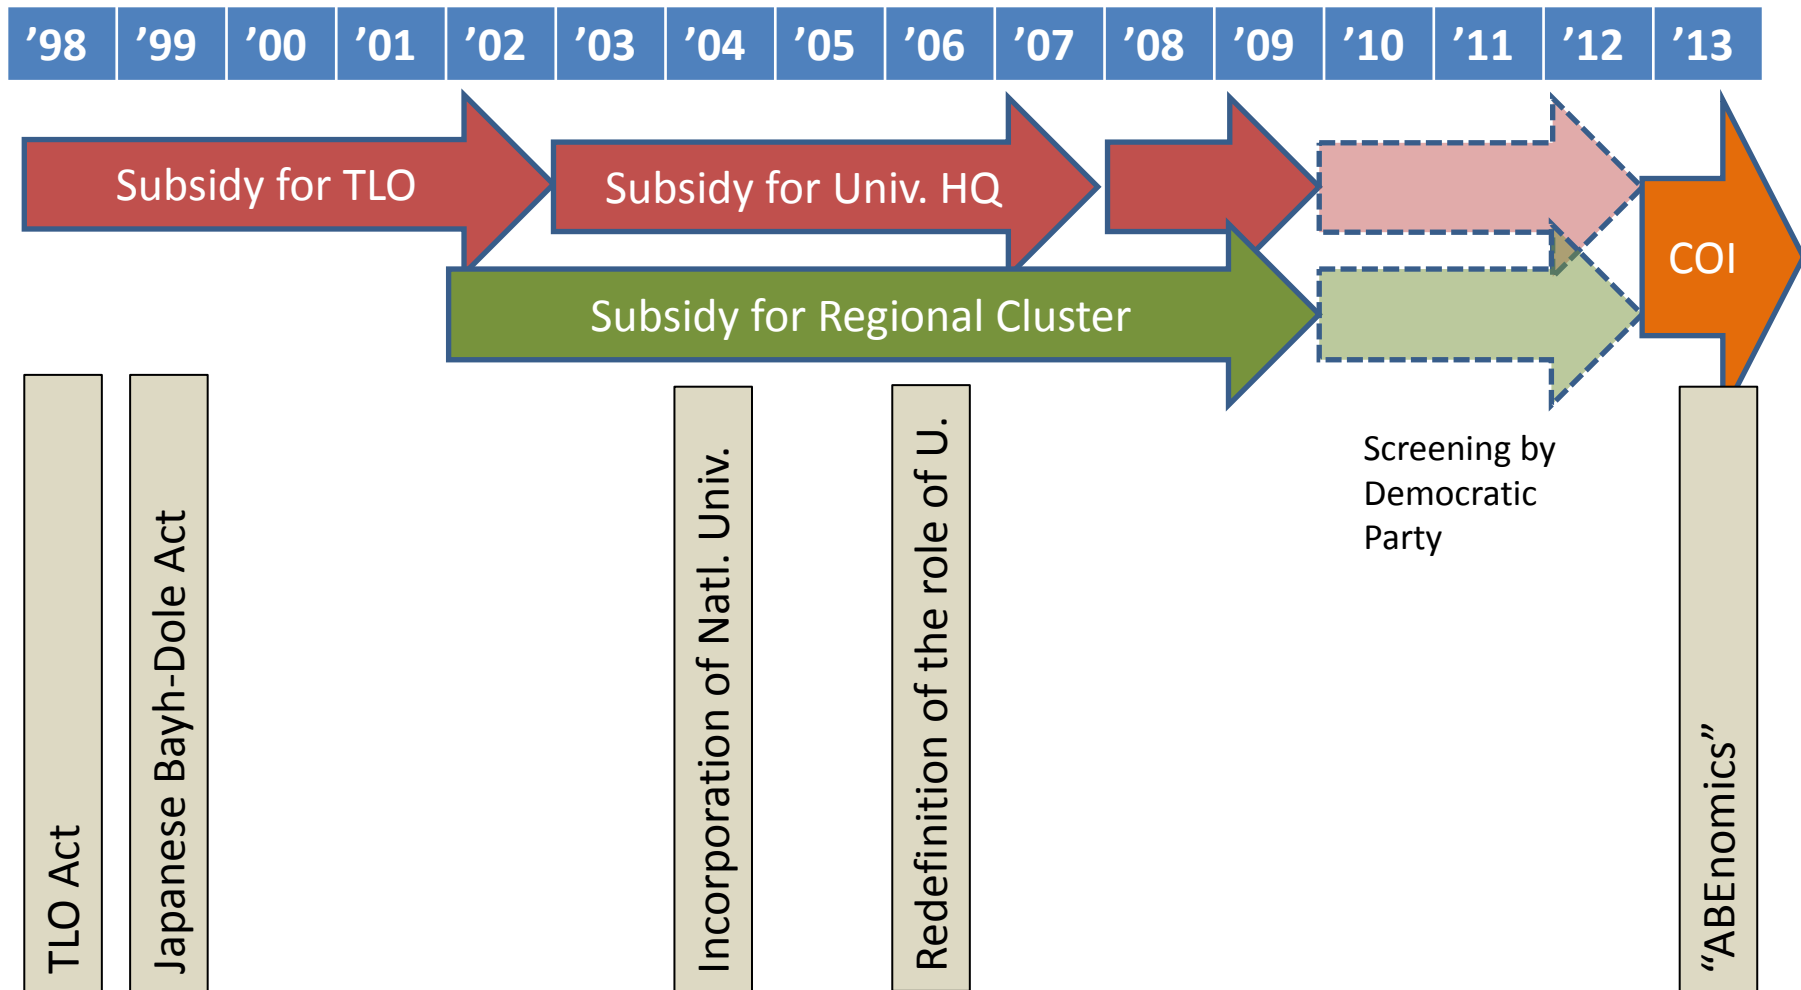 ’98 ’99 ’00 ’01 ’02 ’03 ’04 ’05 ’06 ’07 ’08 ’09 ’10 ’11 ’12 ’13
Subsidy for TLO
Subsidy for Univ. HQ
COI
Subsidy for Regional Cluster
Screening by
Democratic
Party
TLO Act
Japanese Bayh-Dole Act
Incorporation of Natl. Univ.
Redefinition of the role of U.
“ABEnomics”